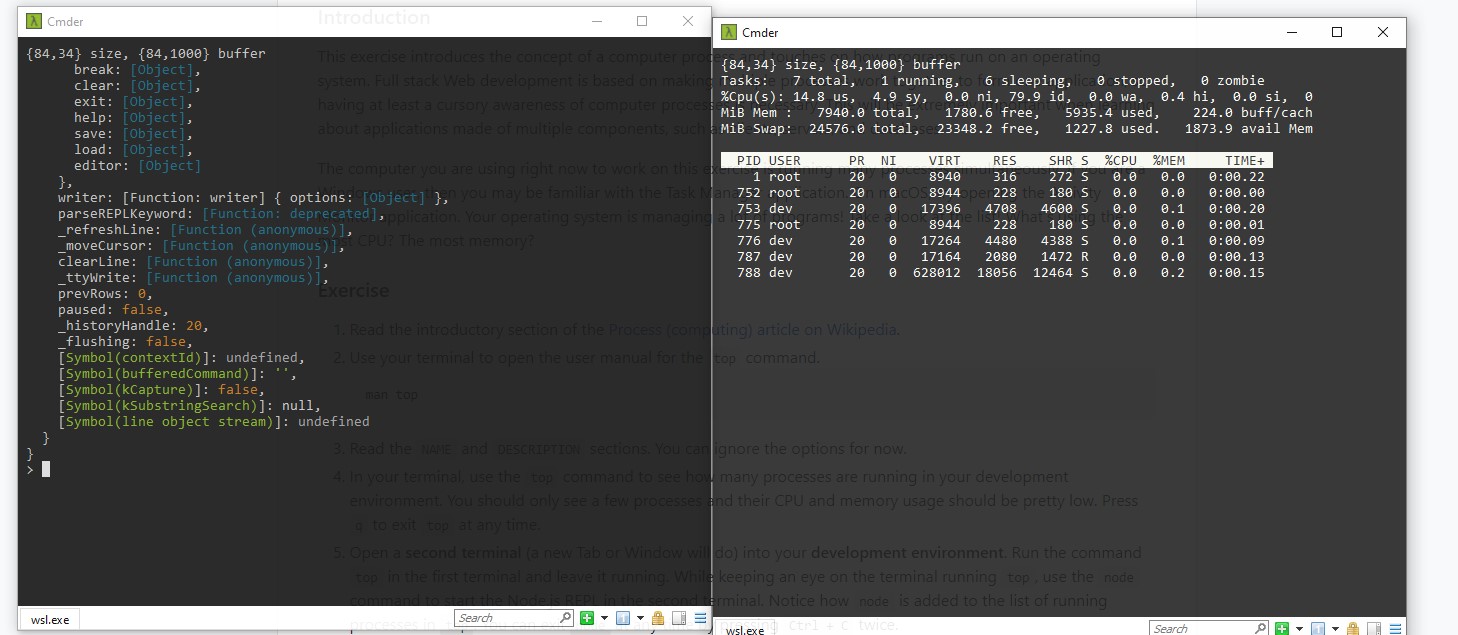 Cmder
{84,34} size, {84,1000} buffer
break: [Object],
clear: [Object],
exit: [Object],
help: [Object],
save: [Object],
load: [Object],
editor: [Object]
},
writer: [Function: writer] { options: [Object] },
parseREPLKeyword: [Function: deprecated],
_refreshLine: [Function (anonymous)],
_moveCursor: [Function (anonymous)],
clearLine: [Function (anonymous)],
_ttyWrite: [Function (anonymous)],
prevRows: 0,
paused: false,
_historyHandle: 20,
_flushing: false,
[Symbol(contextId)]: undefined,
[Symbol(bufferedCommand)]: '',
[Symbol(kCapture)]: false,
[Symbol(kSubstringSearch)]: null,
[Symbol(line object stream)]: undefined
}
}
>
wsl.exe
Search
Cmder
{84,34} size, {84,1000} buffer
Tasks: 7 total, 1 running, 6 sleeping, 0 stopped, 0 zombie
%Cpu(s): 14.8 us, 4.9 sy, 0.0 ni, 79.9 id, 0.0 wa, 0.4 hi, 0.0 si, 0
MiB Mem : 7940.0 total, 1780.6 free, 5935.4 used, 224.0 buff/cach
MiB Swap: 24576.0 total, 23348.2 free, 1227.8 used. 1873.9 avail Mem
PID USER PR NI VIRT RES SHR S %CPU %MEM TIME+
1 root 20 0 8940 316 272 S 0.0 0.0 0:00.22
752 root 20 0 8944 228 180 S 0.0 0.0 0:00.00
753 dev 20 0 17396 4708 4600 S 0.0 0.1 0:00.20
775 root 20 0 8944 228 180 S 0.0 0.0 0:00.01
776 dev 20 0 17264 4480 4388 S 0.0 0.1 0:00.09
787 dev 20 0 17164 2080 1472 R 0.0 0.0 0:00.13
788 dev 20 0 628012 18056 12464 S 0.0 0.2 0:00.15
wsl.exe
Search
Introduction
This exercise introduces the concept of a computer process and touches on how programs run on an operating
system. Full stack Web development is based on making
having at least a cursory awareness of computer
about applications made of multiple components, such
The computer you are using right now to work on this
then you may be familiar with the Task
application. Your operating system is managing a programs! Take a look the list. What using the
CPU? The most memory?
Exercise
1. Read the introductory section of the Process (computing) article on Wikipedia.
2. Use your terminal to open the user manual for the top command.
man top
3. Read the NAME and DESCRIPTION sections. You can ignore the options for now.
4. In your terminal, use the top command to see how many processes are running in your development
environment. You should only see a few processes and their CPU and memory usage should be pretty low. Press
q to exit top at any time.
5. Open a second terminal (a new Tab or Window will do) into your development environment. Run the command
top in the first terminal and leave it running. While keeping an eye on the terminal running top, use the node
command to start the Node.js REPL in the second terminal. Notice how node is added to the list of running
processes in top. You can exit any time by pressing Ctrl + C twice.